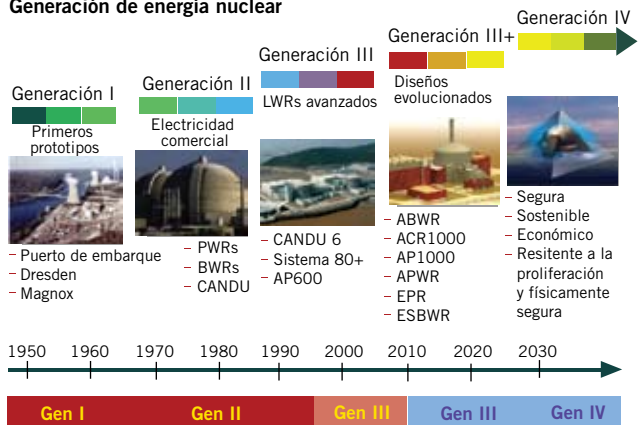 Generación de energía nuclear
Generación I
Primeros
prototipos
– Puerto de embarque
– Dresden
– Magnox
Generación II
Electricidad
comercial
– PWRs
– BWRs
– CANDU
Generación III
LWRs avanzados
– CANDU 6
– Sistema 80+
– AP600
Generación III+
Diseños
evolucionados
– ABWR
– ACR1000
– AP1000
– APWR
– EPR
– ESBWR
Generación IV
– Segura
– Sostenible
– Económico
– Resitente a la
proliferación
y físicamente
segura
1950 1960 1970 1980 1990 2000 2010 2020 2030
Gen I Gen II Gen III Gen III Gen IV